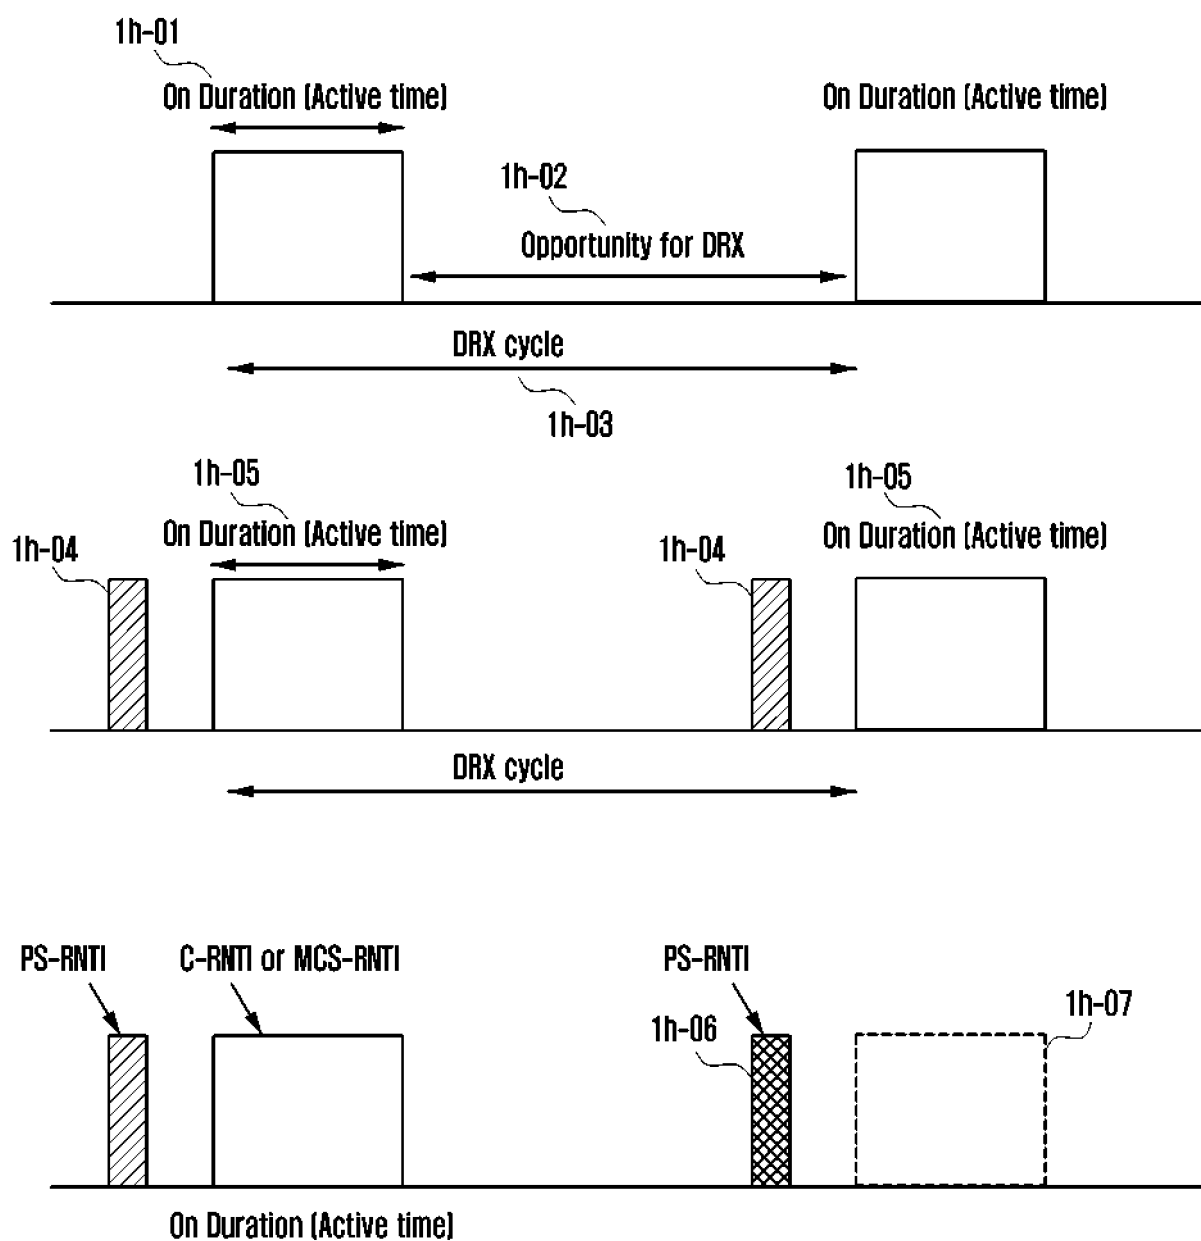 1h-01
On Duration (Active time)
On Duration (Active time)
1h-02
Opportunity for DRX
DRX cycle
1h-03
1h-05
On Duration (Active time)
1h-05
On Duration (Active time)
1h-04
1h-04
DRX cycle
PS-RNTI
C-RNTI or MCS-RNTI
PS-RNTI
1h-06
1h-07
On Duration (Active time)